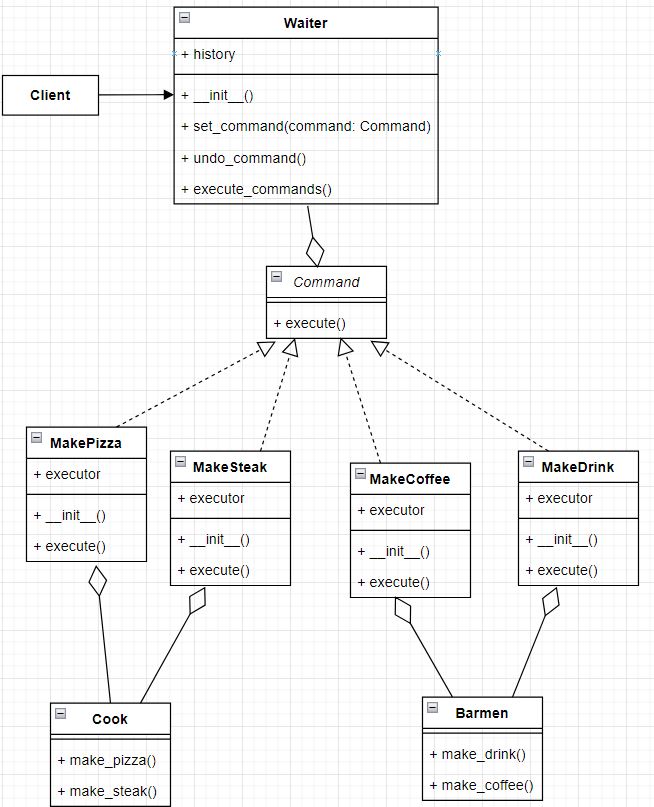 Waiter
+ history
Client
+ __init__()
+ set_command(command: Command)
+ undo_command()
+ execute_commands()
Command
+ execute()
MakePizza
+ executor
+ __init__()
+ execute()
MakeSteak
+ executor
+ __init__()
+ execute()
MakeCoffee
+ executor
+ __init__()
+ execute()
MakeDrink
+ executor
+ __init__()
+ execute()
Cook
+ make_pizza()
+ make_steak()
Barmen
+ make_drink()
+ make_coffee()